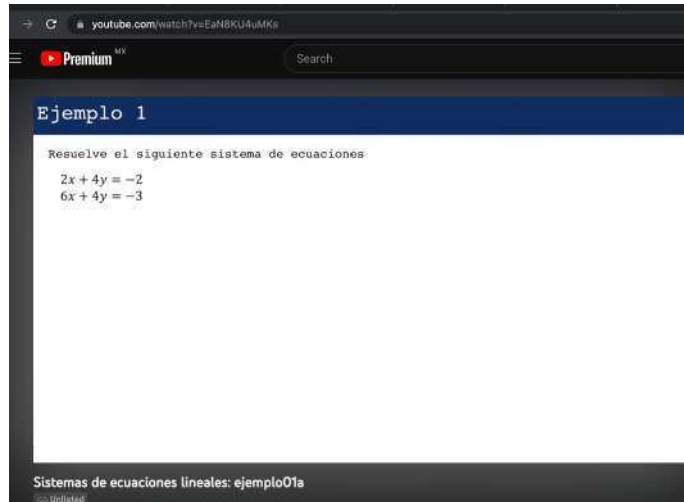 youtube.com/watch?v=EaN8KU4uMKs
Premium MX
Search
Ejemplo 1
Resuelve el siguiente sistema de ecuaciones
2x + 4y = −2
6x + 4y = −3
Sistemas de ecuaciones lineales: ejemplo01a
Unlisted